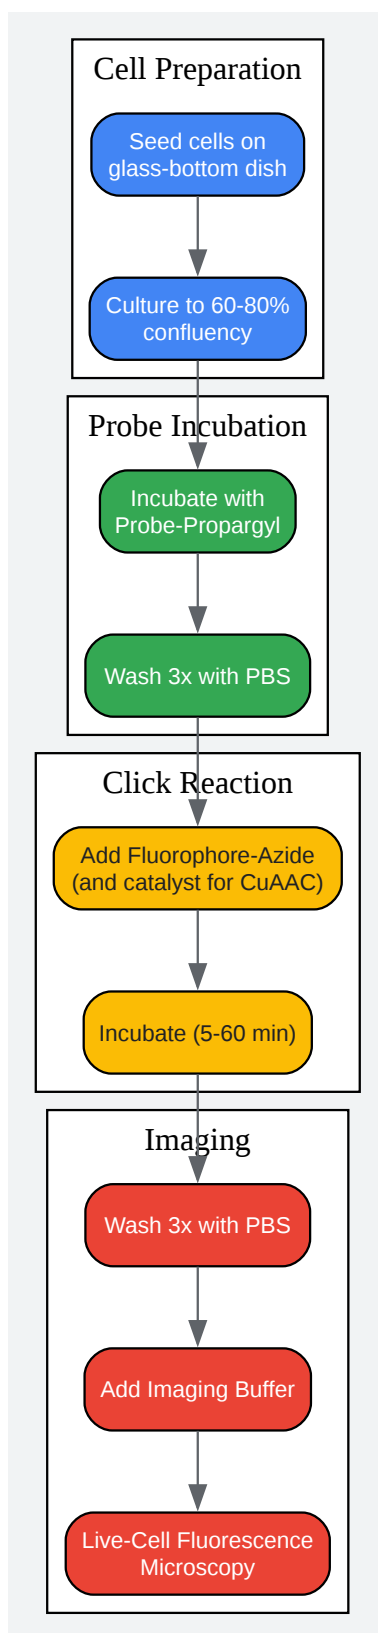 Cell Preparation
Seed cells on
glass-bottom dish
Culture to 60-80%
confluency
Probe Incubation
Incubate with
Probe-Propargyl
Wash 3x with PBS
Click Reaction
Add Fluorophore-Azide
(and catalyst for CuAAC)
Incubate (5-60 min)
Imaging
Wash 3x with PBS
Add Imaging Buffer
Live-Cell Fluorescence
Microscopy